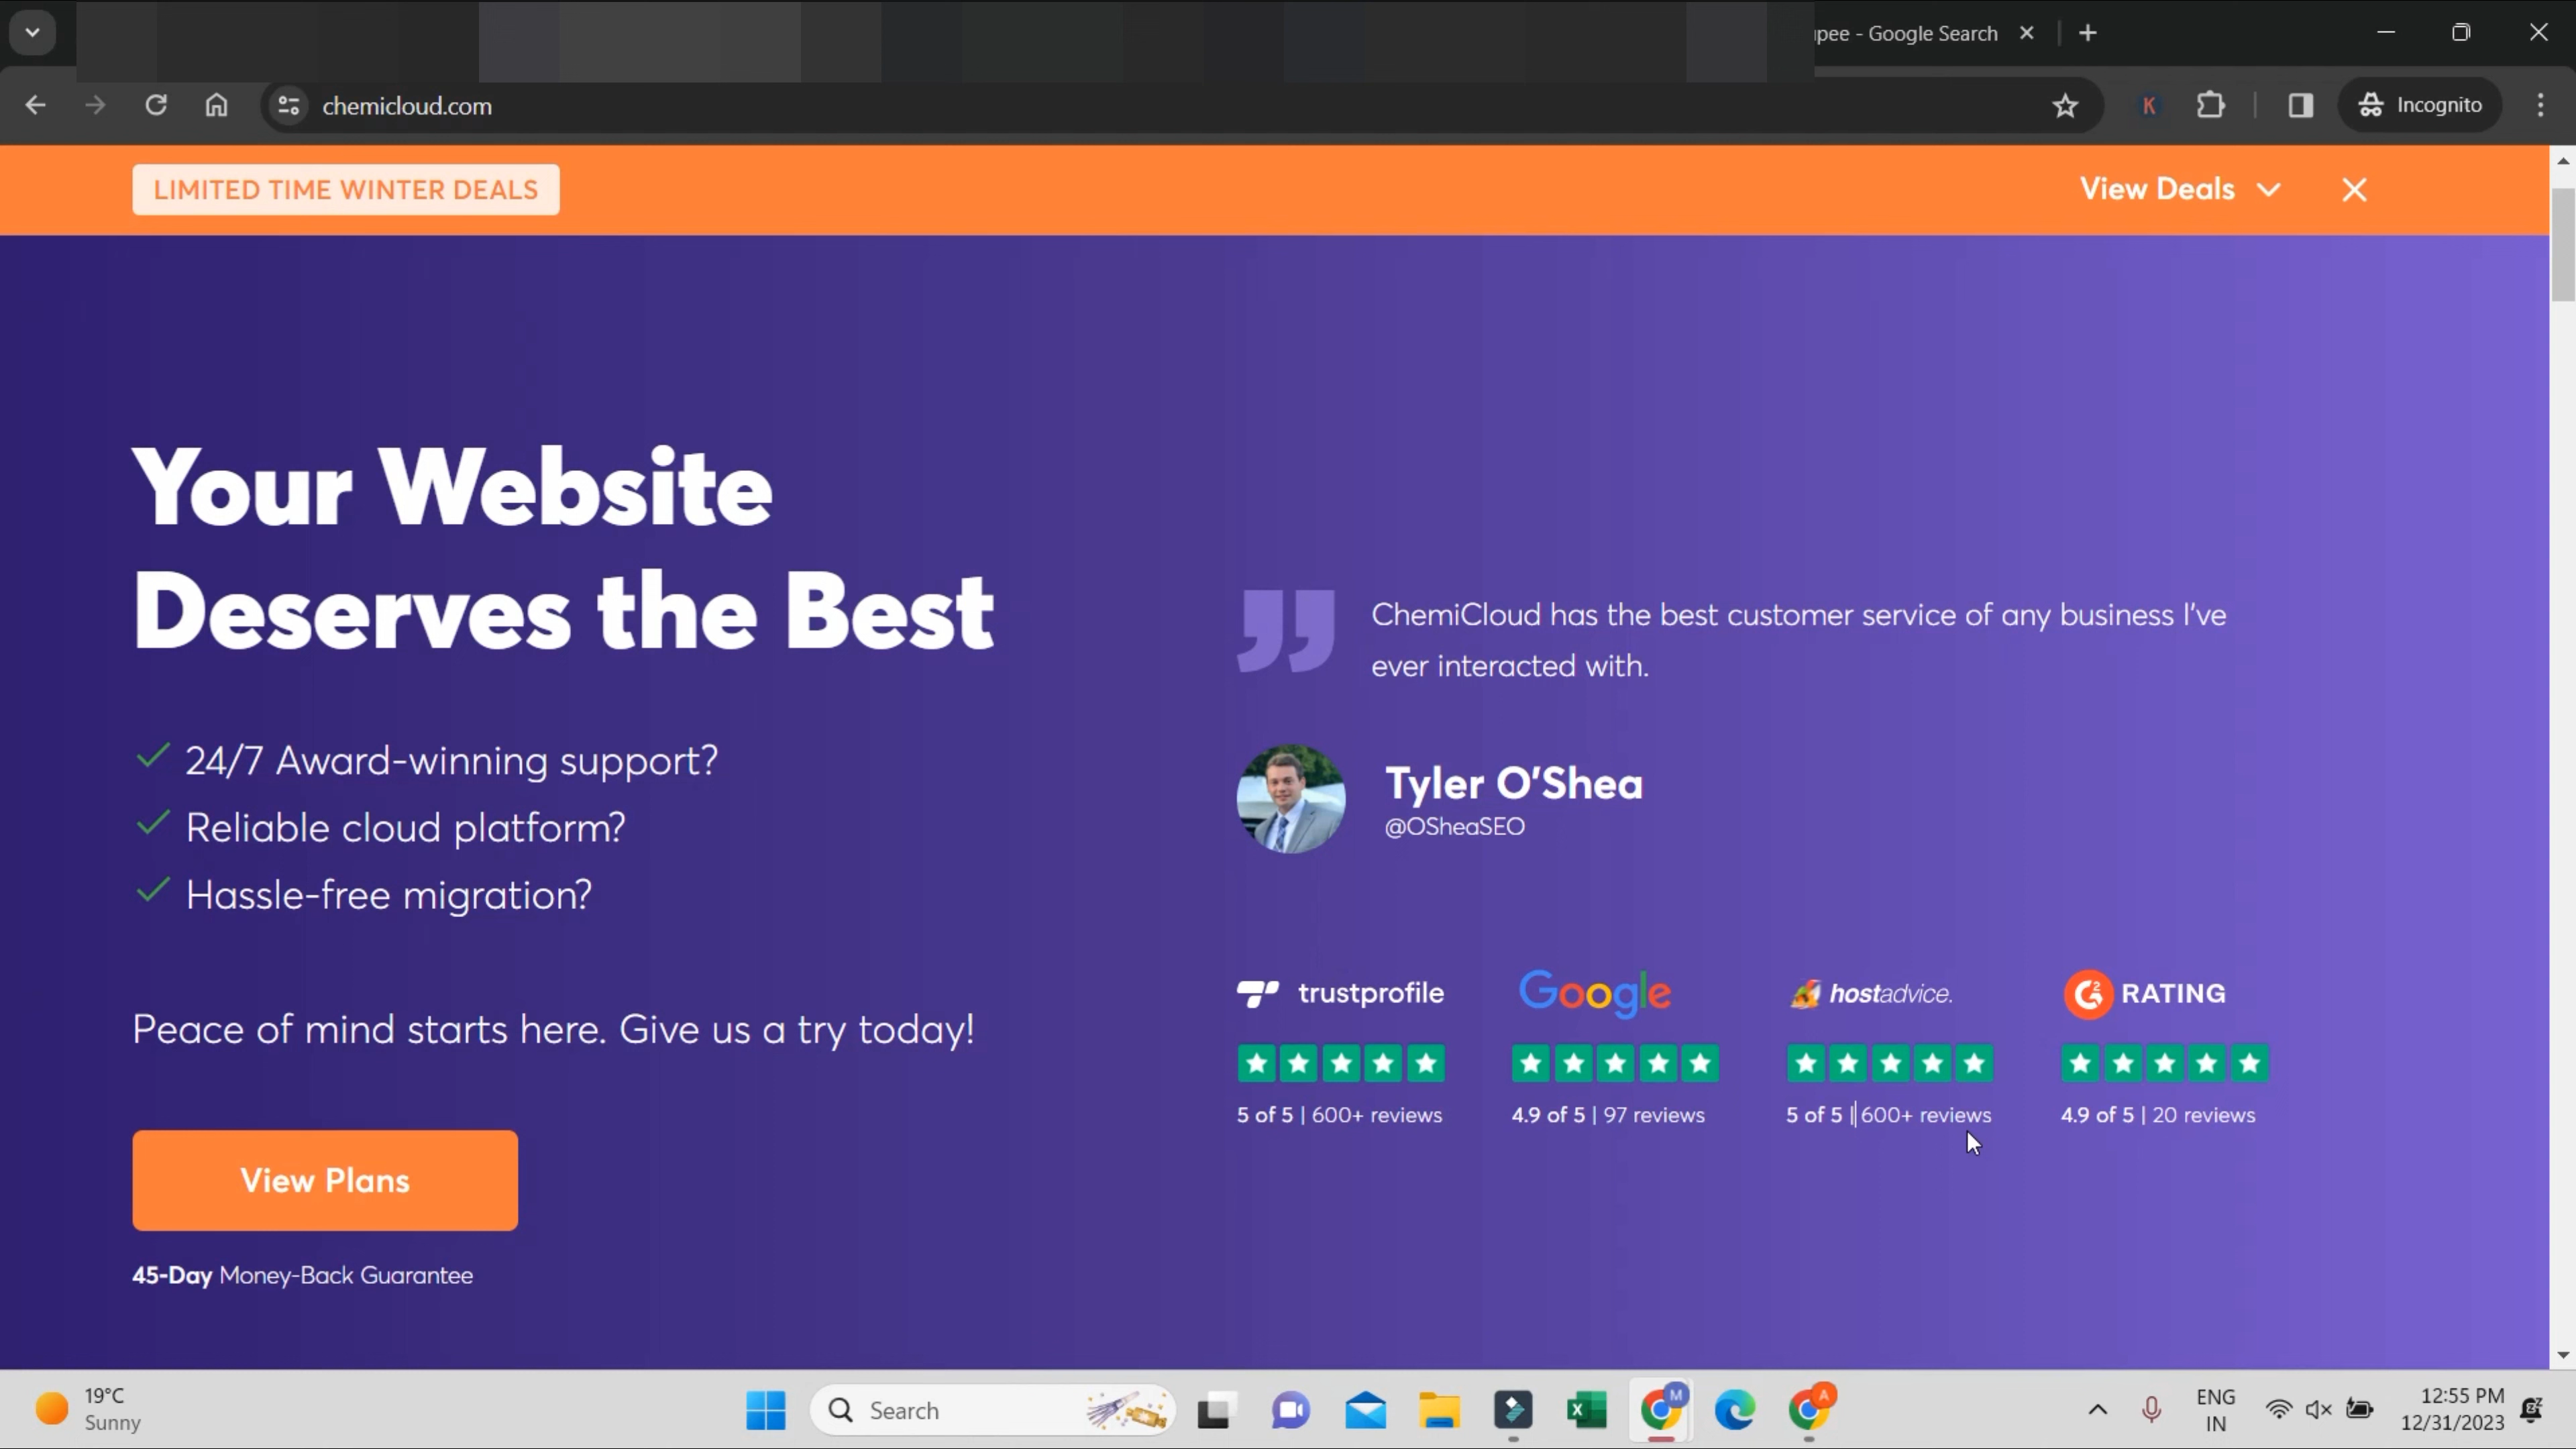 pee - Google Search
chemicloud.com
K
Incognito
LIMITED TIME WINTER DEALS
View Deals
Your Website
Deserves the Best
24/7 Award-winning support?
Reliable cloud platform?
Hassle-free migration?
Peace of mind starts here. Give us a try today!
View Plans
45-Day Money-Back Guarantee
ChemiCloud has the best customer service of any business I've
ever interacted with.
Tyler O'Shea
@OSheaSEO
trustprofile
5 of 5 | 600+ reviews
Google
4.9 of 5 | 97 reviews
hostadvice.
5 of 5 | 600+ reviews
G2 RATING
4.9 of 5 | 20 reviews
19°C
Sunny
Search
M
A
ENG
IN
12:55 PM
12/31/2023